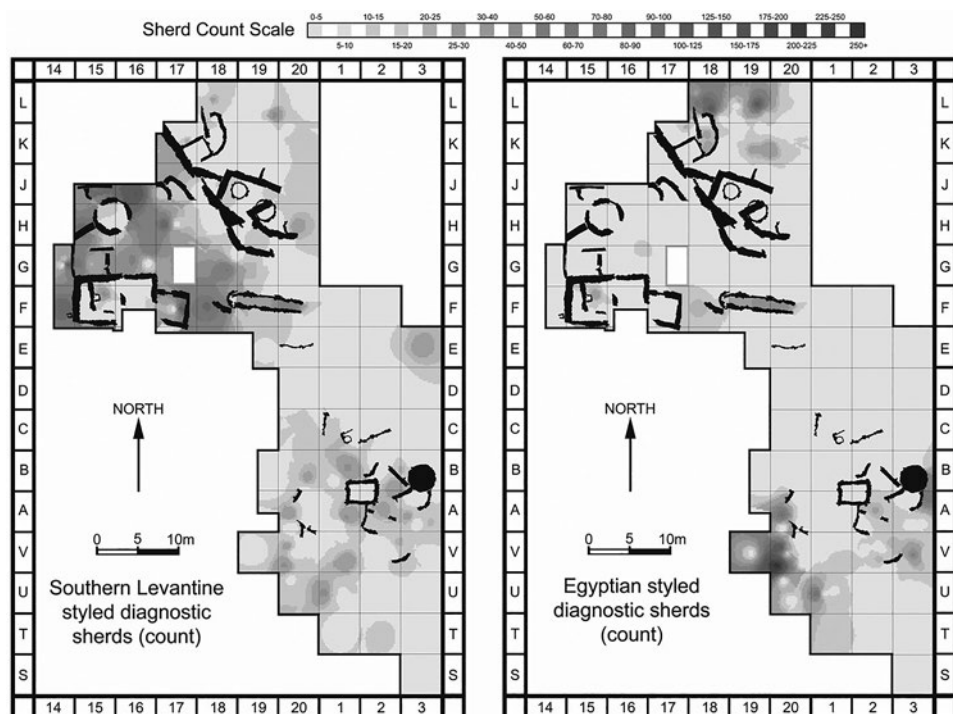 Sherd Count Scale
0-5 10-15 20-25 30-40 50-60 70-80 90-100 125-150 175-200 225-250
5-10 15-20 25-30 40-50 60-70 80-90 100-125 150-175 200-225 250+
14 15 16 17 18 19 20 1 2 3
L
K
J
H
G
F
E
D
C
B
A
V
U
T
S
L
K
J
H
G
F
E
D
C
B
A
V
U
T
S
NORTH
0 5 10m
Southern Levantine
styled diagnostic
sherds (count)
14 15 16 17 18 19 20 1 2 3
14 15 16 17 18 19 20 1 2 3
L
K
J
H
G
F
E
D
C
B
A
V
U
T
S
L
K
J
H
G
F
E
D
C
B
A
V
U
T
S
NORTH
0 5 10m
Egyptian styled
diagnostic sherds
(count)
14 15 16 17 18 19 20 1 2 3